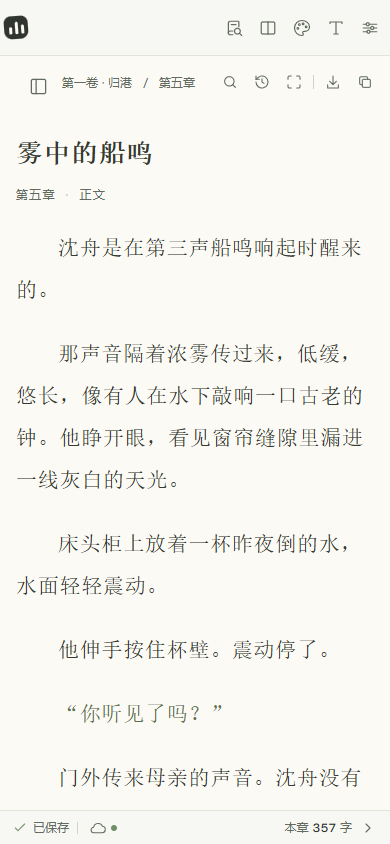 第一卷 · 归港 / 第五章
雾中的船鸣
第五章 · 正文
沈舟是在第三声船鸣响起时醒来
的。
那声音隔着浓雾传过来，低缓，
悠长，像有人在水下敲响一口古老的
钟。他睁开眼，看见窗帘缝隙里漏进
一线灰白的天光。
床头柜上放着一杯昨夜倒的水，
水面轻轻震动。
他伸手按住杯壁。震动停了。
“你听见了吗？”
门外传来母亲的声音。沈舟没有
已保存
本章 357 字